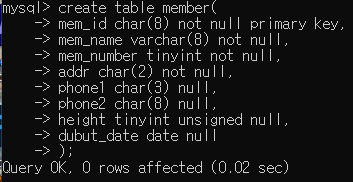 mysql> create table member(
    -> mem_id char(8) not null primary key,
    -> mem_name varchar(8) not null,
    -> mem_number tinyint not null,
    -> addr char(2) not null,
    -> phone1 char(3) null,
    -> phone2 char(8) null,
    -> height tinyint unsigned null,
    -> dubut_date date null
    -> );
Query OK, 0 rows affected (0.02 sec)